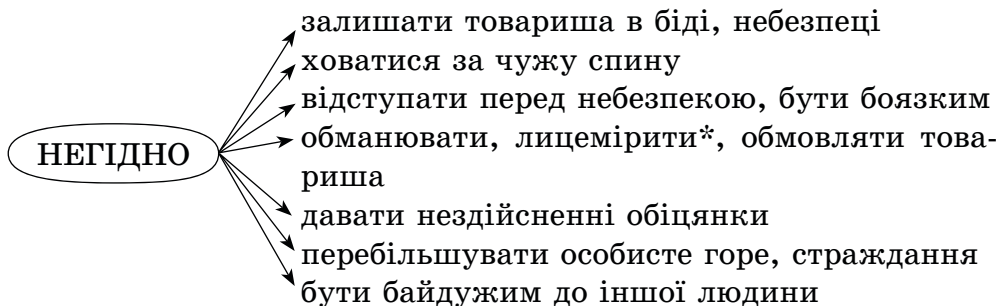 залишати товариша в біді, небезпеці
ховатися за чужу спину
відступати перед небезпекою, бути боязким
НЕГІДНО
обманювати, лицемірити*, обмовляти това-
риша
давати нездійсненні обіцянки
перебільшувати особисте горе, страждання
бути байдужим до іншої людини